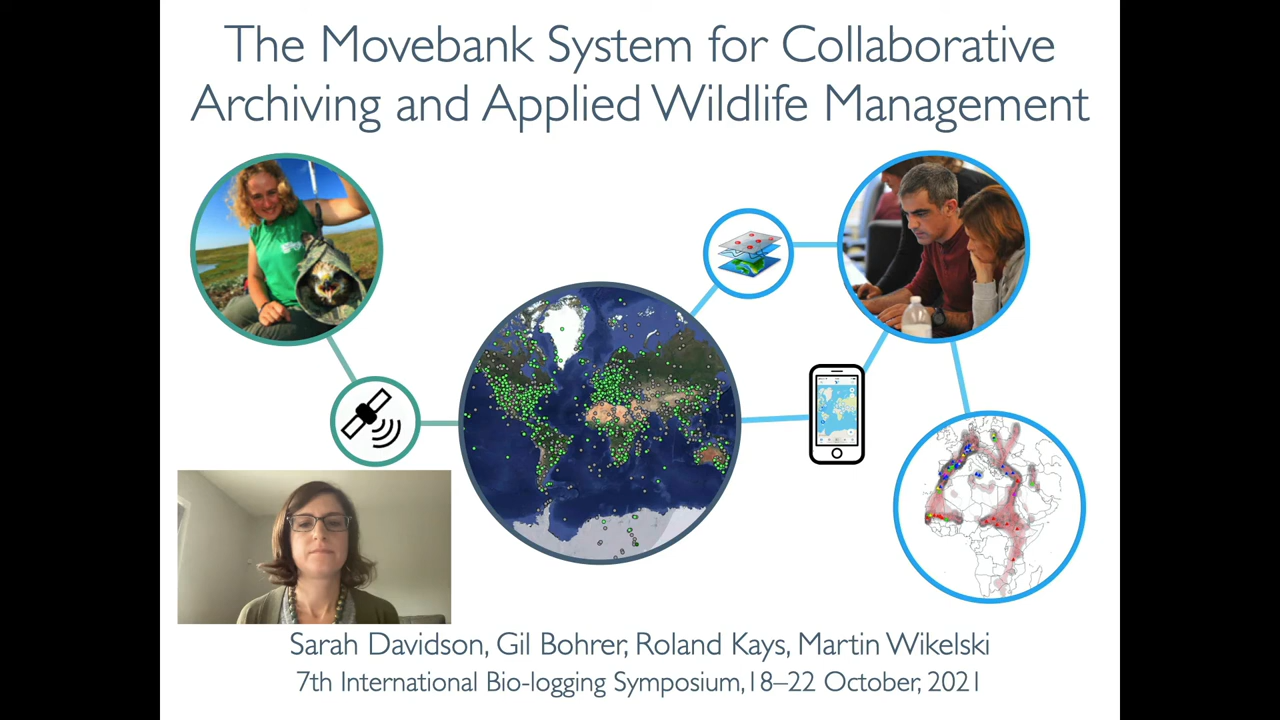 The Movebank System for Collaborative
Archiving and Applied Wildlife Management
Sarah Davidson, Gil Bohrer, Roland Kays, Martin Wikelski
7th International Bio-logging Symposium, 18–22 October, 2021